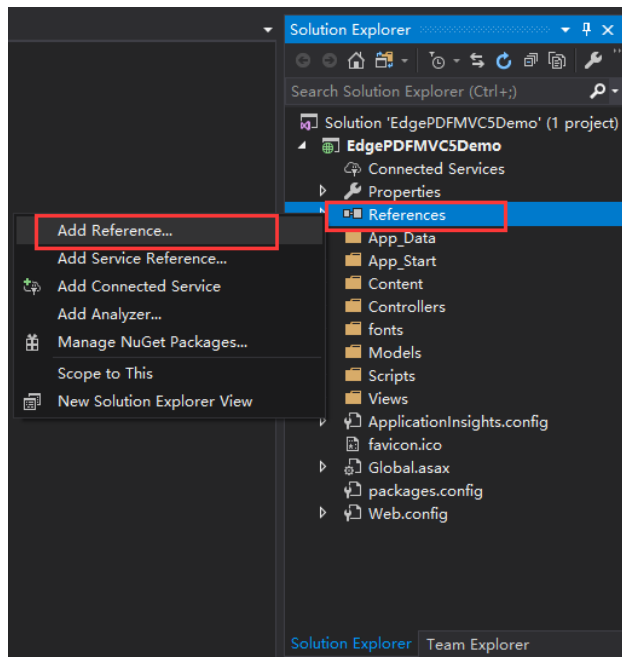 Solution Explorer
Search Solution Explorer (Ctrl+;)
Solution 'EdgePDFMVC5Demo' (1 project)
EdgePDFMVC5Demo
Connected Services
Properties
References
App_Data
App_Start
Content
Controllers
fonts
Models
Scripts
Views
ApplicationInsights.config
favicon.ico
Global.asax
packages.config
Web.config
Add Reference...
Add Service Reference...
Add Connected Service
Add Analyzer...
Manage NuGet Packages...
Scope to This
New Solution Explorer View
Solution Explorer
Team Explorer